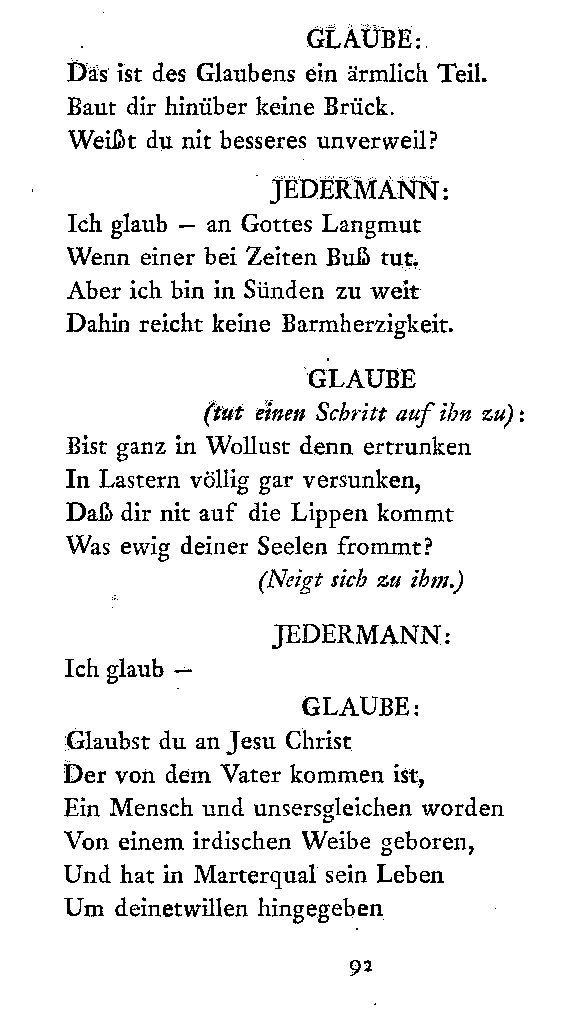 GLAUBE:
Das ist des Glaubens ein ärmlich Teil.
Baut dir hinüber keine Brück.
Weißt du nit besseres unverweil?
JEDERMANN:
Ich glaub — an Gottes Langmut
Wenn einer bei Zeiten Buß tut.
Aber ich bin in Sünden zu weit
Dahin reicht keine Barmherzigkeit.
GLAUBE
(tut einen Schritt auf ihn zu):
Bist ganz in Wollust denn ertrunken
In Lastern völlig gar versunken,
Daß dir nit auf die Lippen kommt
Was ewig deiner Seelen frommt?
(Neigt sich zu ihm.)
JEDERMANN:
Ich glaub —
GLAUBE:
Glaubst du an Jesu Christ
Der von dem Vater kommen ist,
Ein Mensch und unsersgleichen worden
Von einem irdischen Weibe geboren,
Und hat in Marterqual sein Leben
Um deinetwillen hingegeben
92